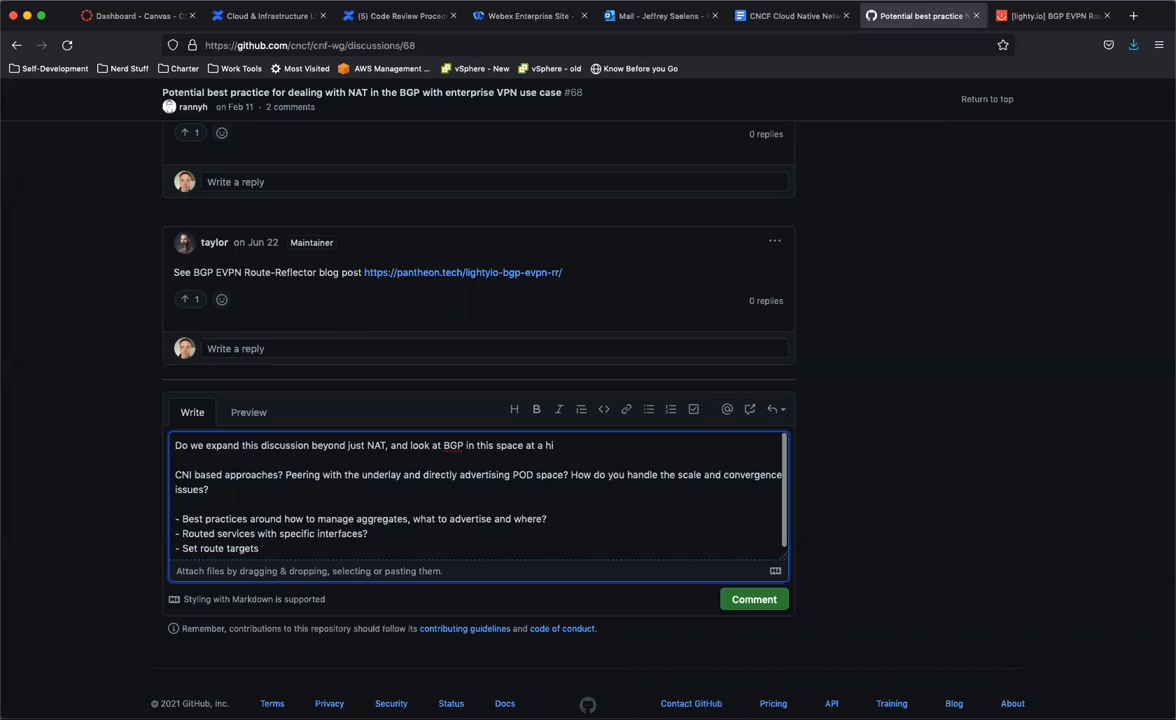 Dashboard - Canvas - C
Cloud & Infrastructure L
(5) Code Review Proced
Webex Enterprise Site -
Mail - Jeffrey Saelens - O
CNCF Cloud Native Netw
Potential best practice f
[lighty.io] BGP EVPN Rou
https://github.com/cncf/cnf-wg/discussions/68
Self-Development
Nerd Stuff
Charter
Work Tools
Most Visited
AWS Management ...
vSphere - New
vSphere - old
Know Before you Go
Potential best practice for dealing with NAT in the BGP with enterprise VPN use case #68
rannyh on Feb 11 · 2 comments
Return to top
1
0 replies
Write a reply
taylor on Jun 22 Maintainer
See BGP EVPN Route-Reflector blog post https://pantheon.tech/lightyio-bgp-evpn-rr/
1
0 replies
Write a reply
Write
Preview
Do we expand this discussion beyond just NAT, and look at BGP in this space at a hi
CNI based approaches? Peering with the underlay and directly advertising POD space? How do you handle the scale and convergence
issues?
- Best practices around how to manage aggregates, what to advertise and where?
- Routed services with specific interfaces?
- Set route targets
Attach files by dragging & dropping, selecting or pasting them.
Styling with Markdown is supported
Comment
Remember, contributions to this repository should follow its contributing guidelines and code of conduct.
© 2021 GitHub, Inc.
Terms
Privacy
Security
Status
Docs
Contact GitHub
Pricing
API
Training
Blog
About